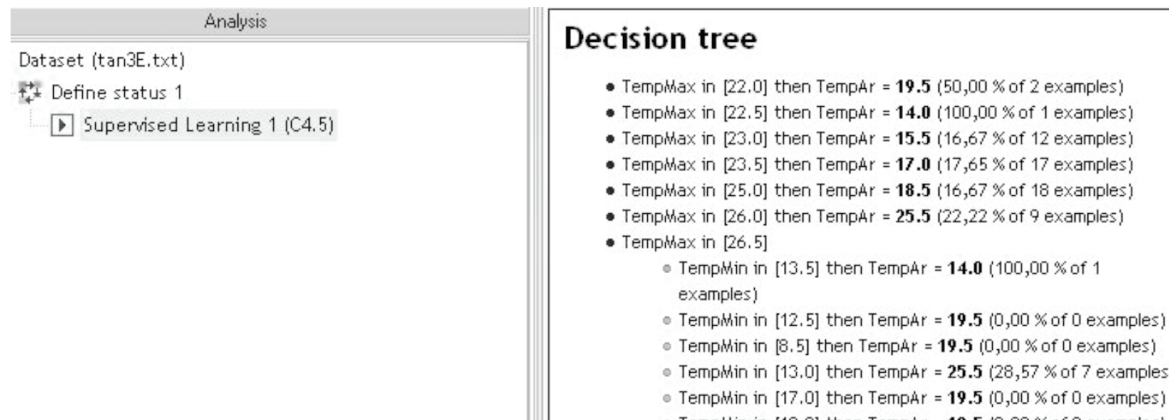 Analysis
Dataset (tan3E.txt)
Define status 1
Supervised Learning 1 (C4.5)
Decision tree
TempMax in [22.0] then TempAr = 19.5 (50,00 % of 2 examples)
TempMax in [22.5] then TempAr = 14.0 (100,00 % of 1 examples)
TempMax in [23.0] then TempAr = 15.5 (16,67 % of 12 examples)
TempMax in [23.5] then TempAr = 17.0 (17,65 % of 17 examples)
TempMax in [25.0] then TempAr = 18.5 (16,67 % of 18 examples)
TempMax in [26.0] then TempAr = 25.5 (22,22 % of 9 examples)
TempMax in [26.5]
TempMin in [13.5] then TempAr = 14.0 (100,00 % of 1
examples)
TempMin in [12.5] then TempAr = 19.5 (0,00 % of 0 examples)
TempMin in [8.5] then TempAr = 19.5 (0,00 % of 0 examples)
TempMin in [13.0] then TempAr = 25.5 (28,57 % of 7 examples
TempMin in [17.0] then TempAr = 19.5 (0,00 % of 0 examples)